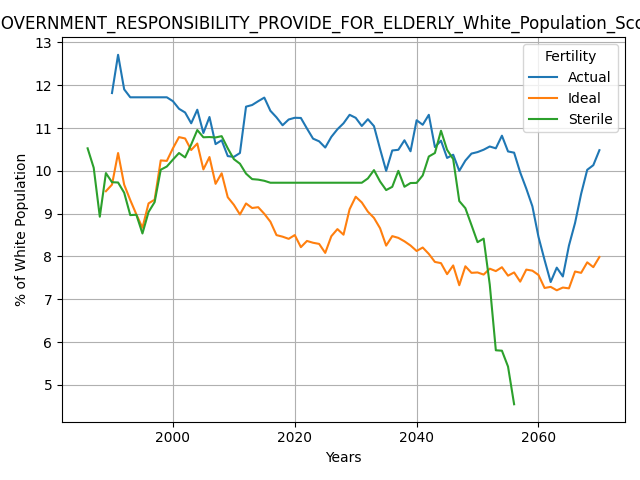 OVERNMENT_RESPONSIBILITY_PROVIDE_FOR_ELDERLY_White_Population_Sco
Fertility
Actual
Ideal
Sterile
% of White Population
13
12
11
10
9
8
7
6
5
2000 2020 2040 2060
Years